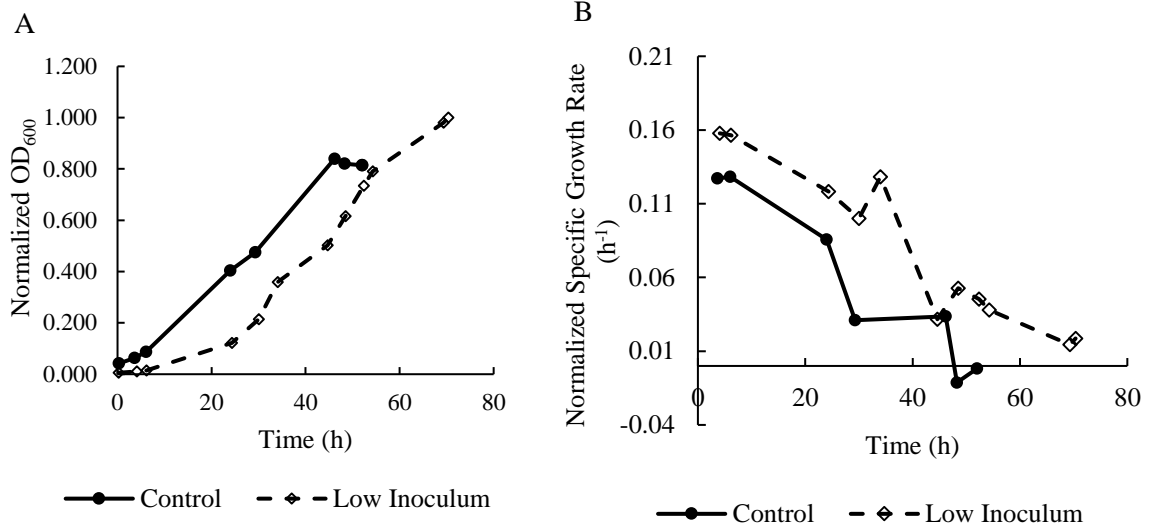 A
Normalized OD600
1.200
1.000
0.800
0.600
0.400
0.200
0.000
0 20 40 60 80
Time (h)
Control Low Inoculum
B
Normalized Specific Growth Rate
(h-1)
0.21
0.16
0.11
0.06
0.01
-0.04
0 20 40 60 80
Time (h)
Control Low Inoculum